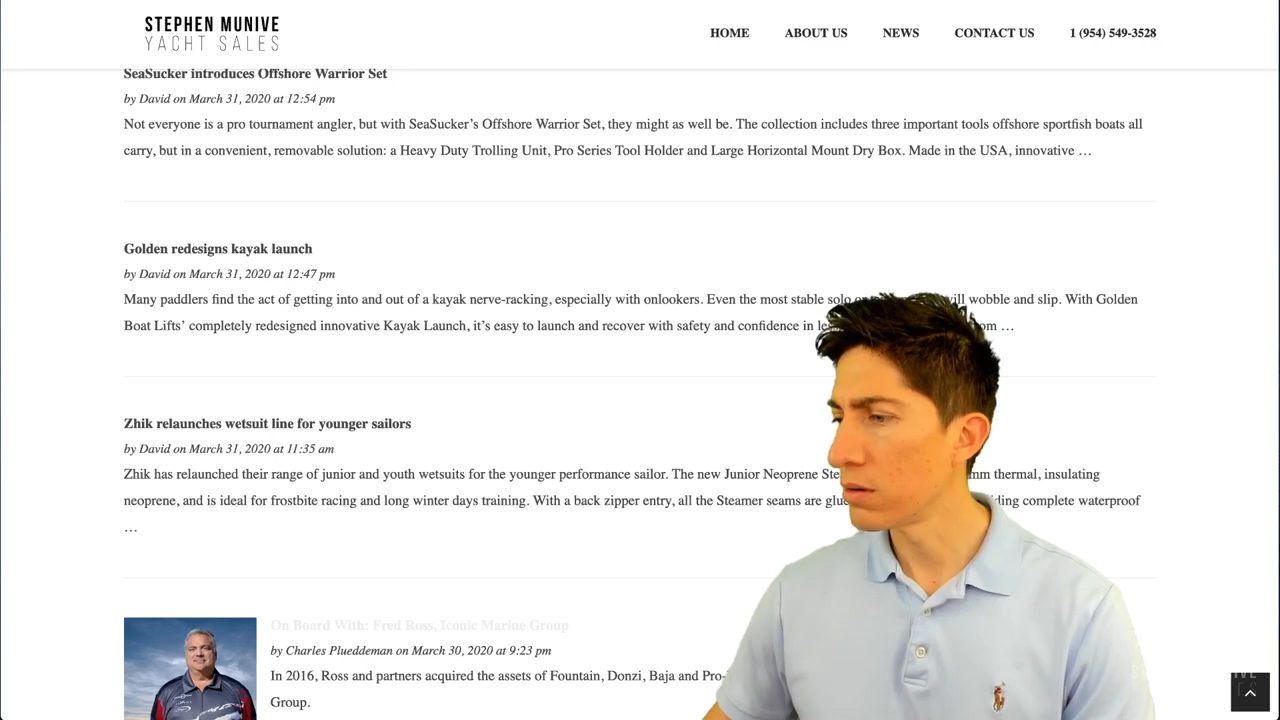 STEPHEN MUNIVE
YACHT SALES
HOME ABOUT US NEWS CONTACT US 1 (954) 549-3528
SeaSucker introduces Offshore Warrior Set
by David on March 31, 2020 at 12:54 pm
Not everyone is a pro tournament angler, but with SeaSucker’s Offshore Warrior Set, they might as well be. The collection includes three important tools offshore sportfish boats all
carry, but in a convenient, removable solution: a Heavy Duty Trolling Unit, Pro Series Tool Holder and Large Horizontal Mount Dry Box. Made in the USA, innovative …
Golden redesigns kayak launch
by David on March 31, 2020 at 12:47 pm
Many paddlers find the act of getting into and out of a kayak nerve-racking, especially with onlookers. Even the most stable solo wobble and slip. With Golden
Boat Lifts’ completely redesigned innovative Kayak Launch, it’s easy to launch and recover with safety and confidence in …
Zhik relaunches wetsuit line for younger sailors
by David on March 31, 2020 at 11:35 am
Zhik has relaunched their range of junior and youth wetsuits for the younger performance sailor. The new Junior Neoprene thermal, insulating
neoprene, and is ideal for frostbite racing and long winter days training. With a back zipper entry, all the Steamer seams are complete waterproof
…
On Board With: Fred Ross, Iconic Marine Group
by Charles Plueddeman on March 30, 2020 at 9:23 pm
In 2016, Ross and partners acquired the assets of Fountain, Donzi, Baja and Pro-
Group.